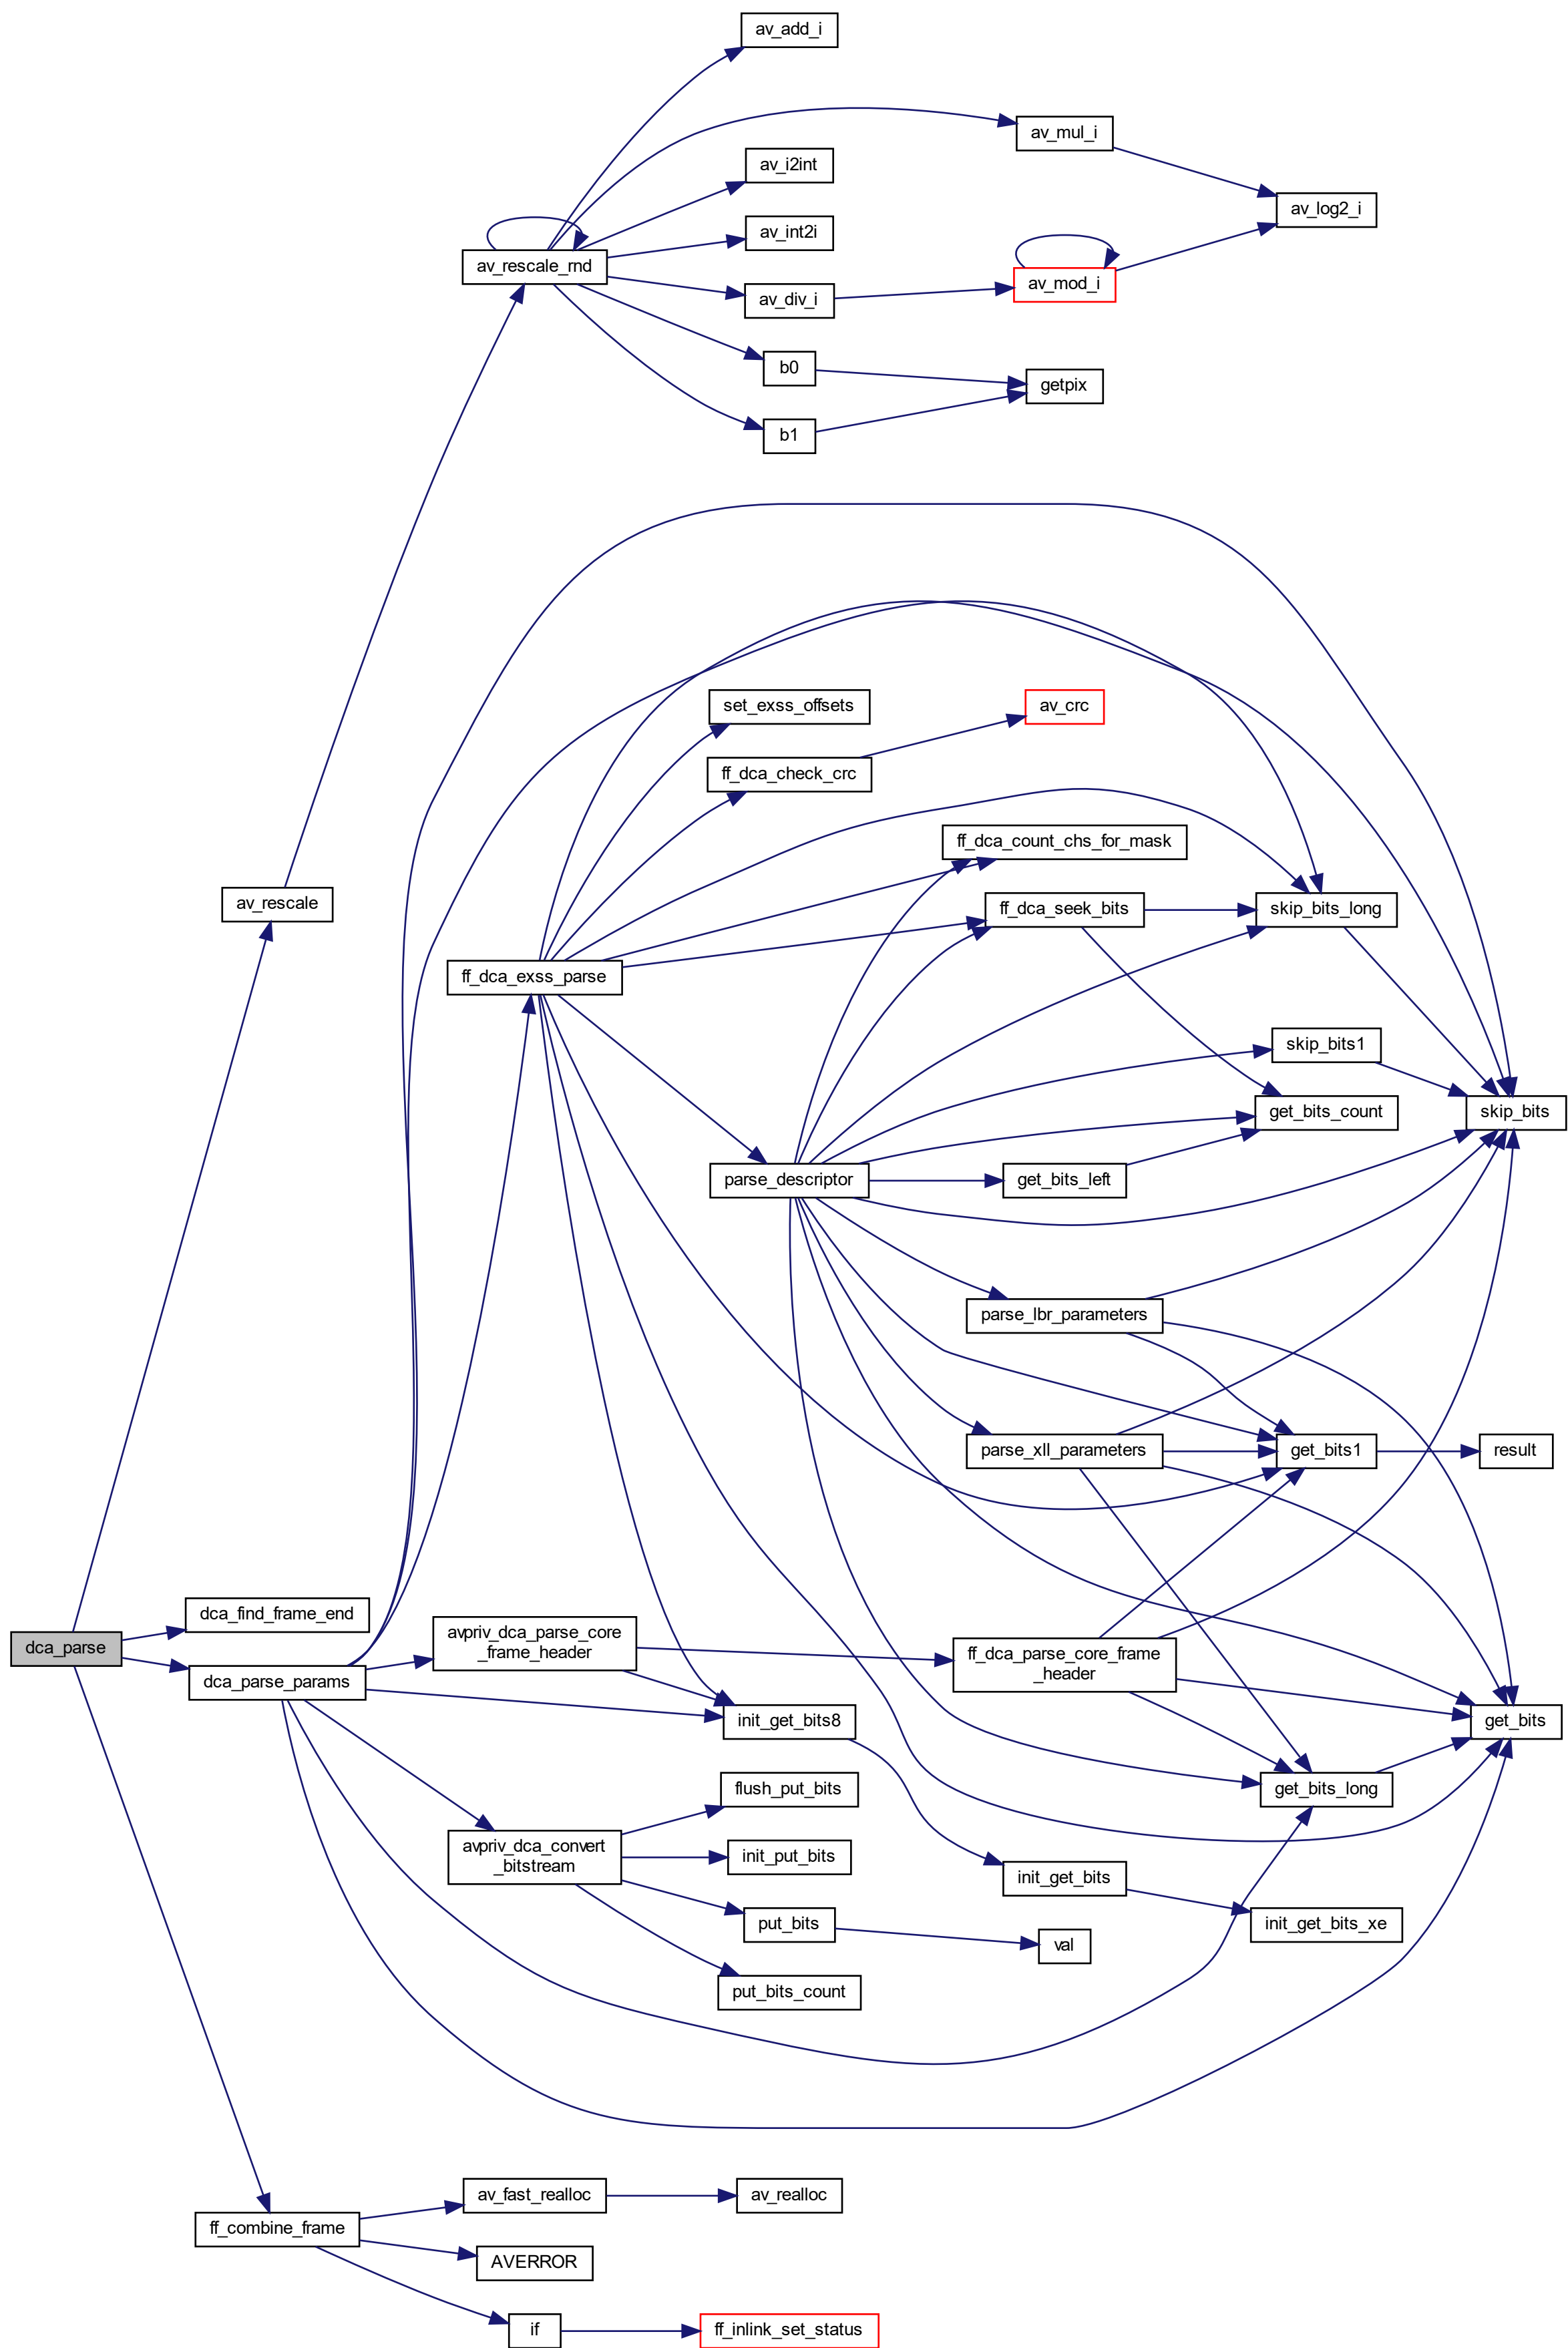 av_add_i
av_mul_i
av_i2int
av_log2_i
av_int2i
av_rescale_rnd
av_mod_i
av_div_i
b0
getpix
b1
set_exss_offsets
av_crc
ff_dca_check_crc
ff_dca_count_chs_for_mask
av_rescale
ff_dca_seek_bits
skip_bits_long
ff_dca_exss_parse
skip_bits1
get_bits_count
skip_bits
parse_descriptor
get_bits_left
parse_lbr_parameters
parse_xll_parameters
get_bits1
result
dca_find_frame_end
dca_parse
avpriv_dca_parse_core
_frame_header
ff_dca_parse_core_frame
_header
dca_parse_params
init_get_bits8
get_bits
flush_put_bits
get_bits_long
avpriv_dca_convert
_bitstream
init_put_bits
init_get_bits
put_bits
init_get_bits_xe
val
put_bits_count
av_fast_realloc
av_realloc
ff_combine_frame
AVERROR
if
ff_inlink_set_status